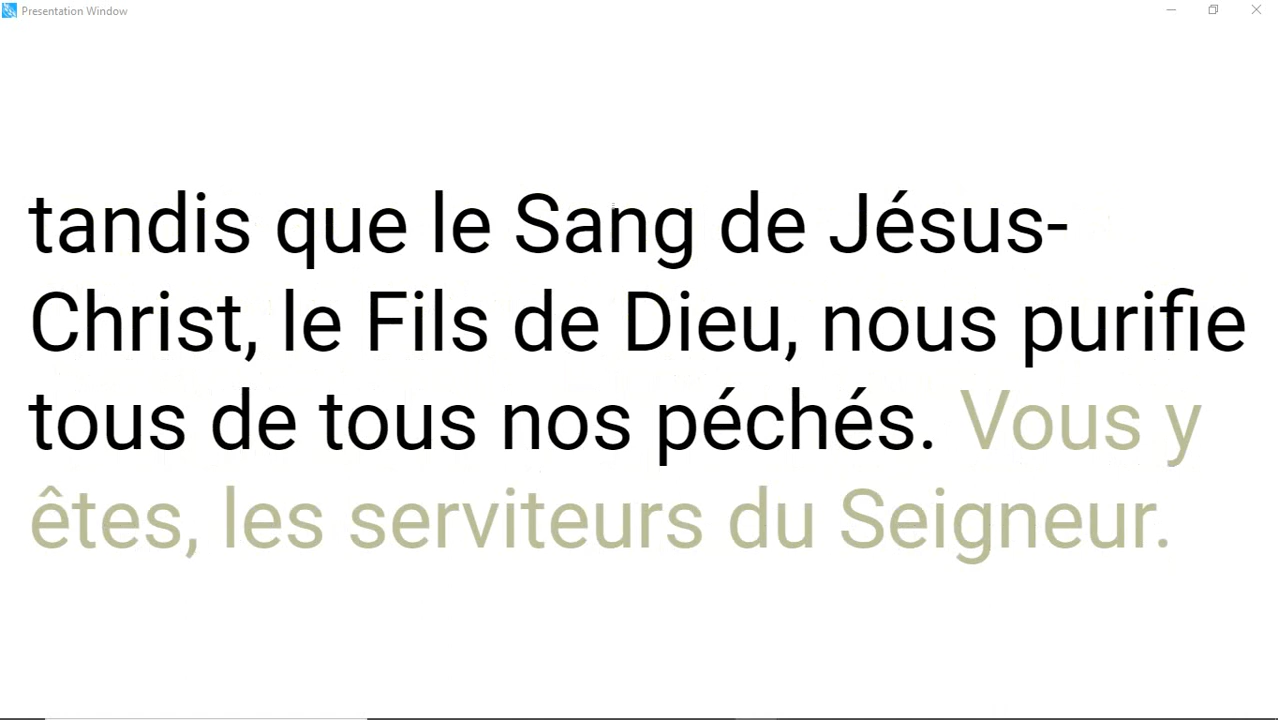 Presentation Window
tandis que le Sang de Jésus-
Christ, le Fils de Dieu, nous purifie
tous de tous nos péchés. Vous y
êtes, les serviteurs du Seigneur.